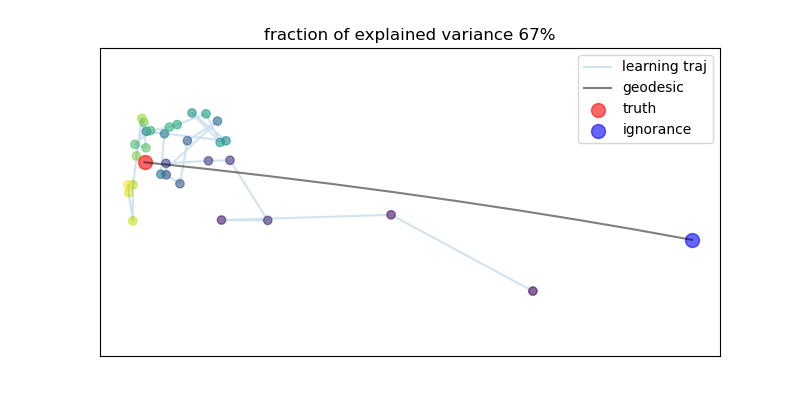 fraction of explained variance 67%
learning traj
geodesic
truth
ignorance